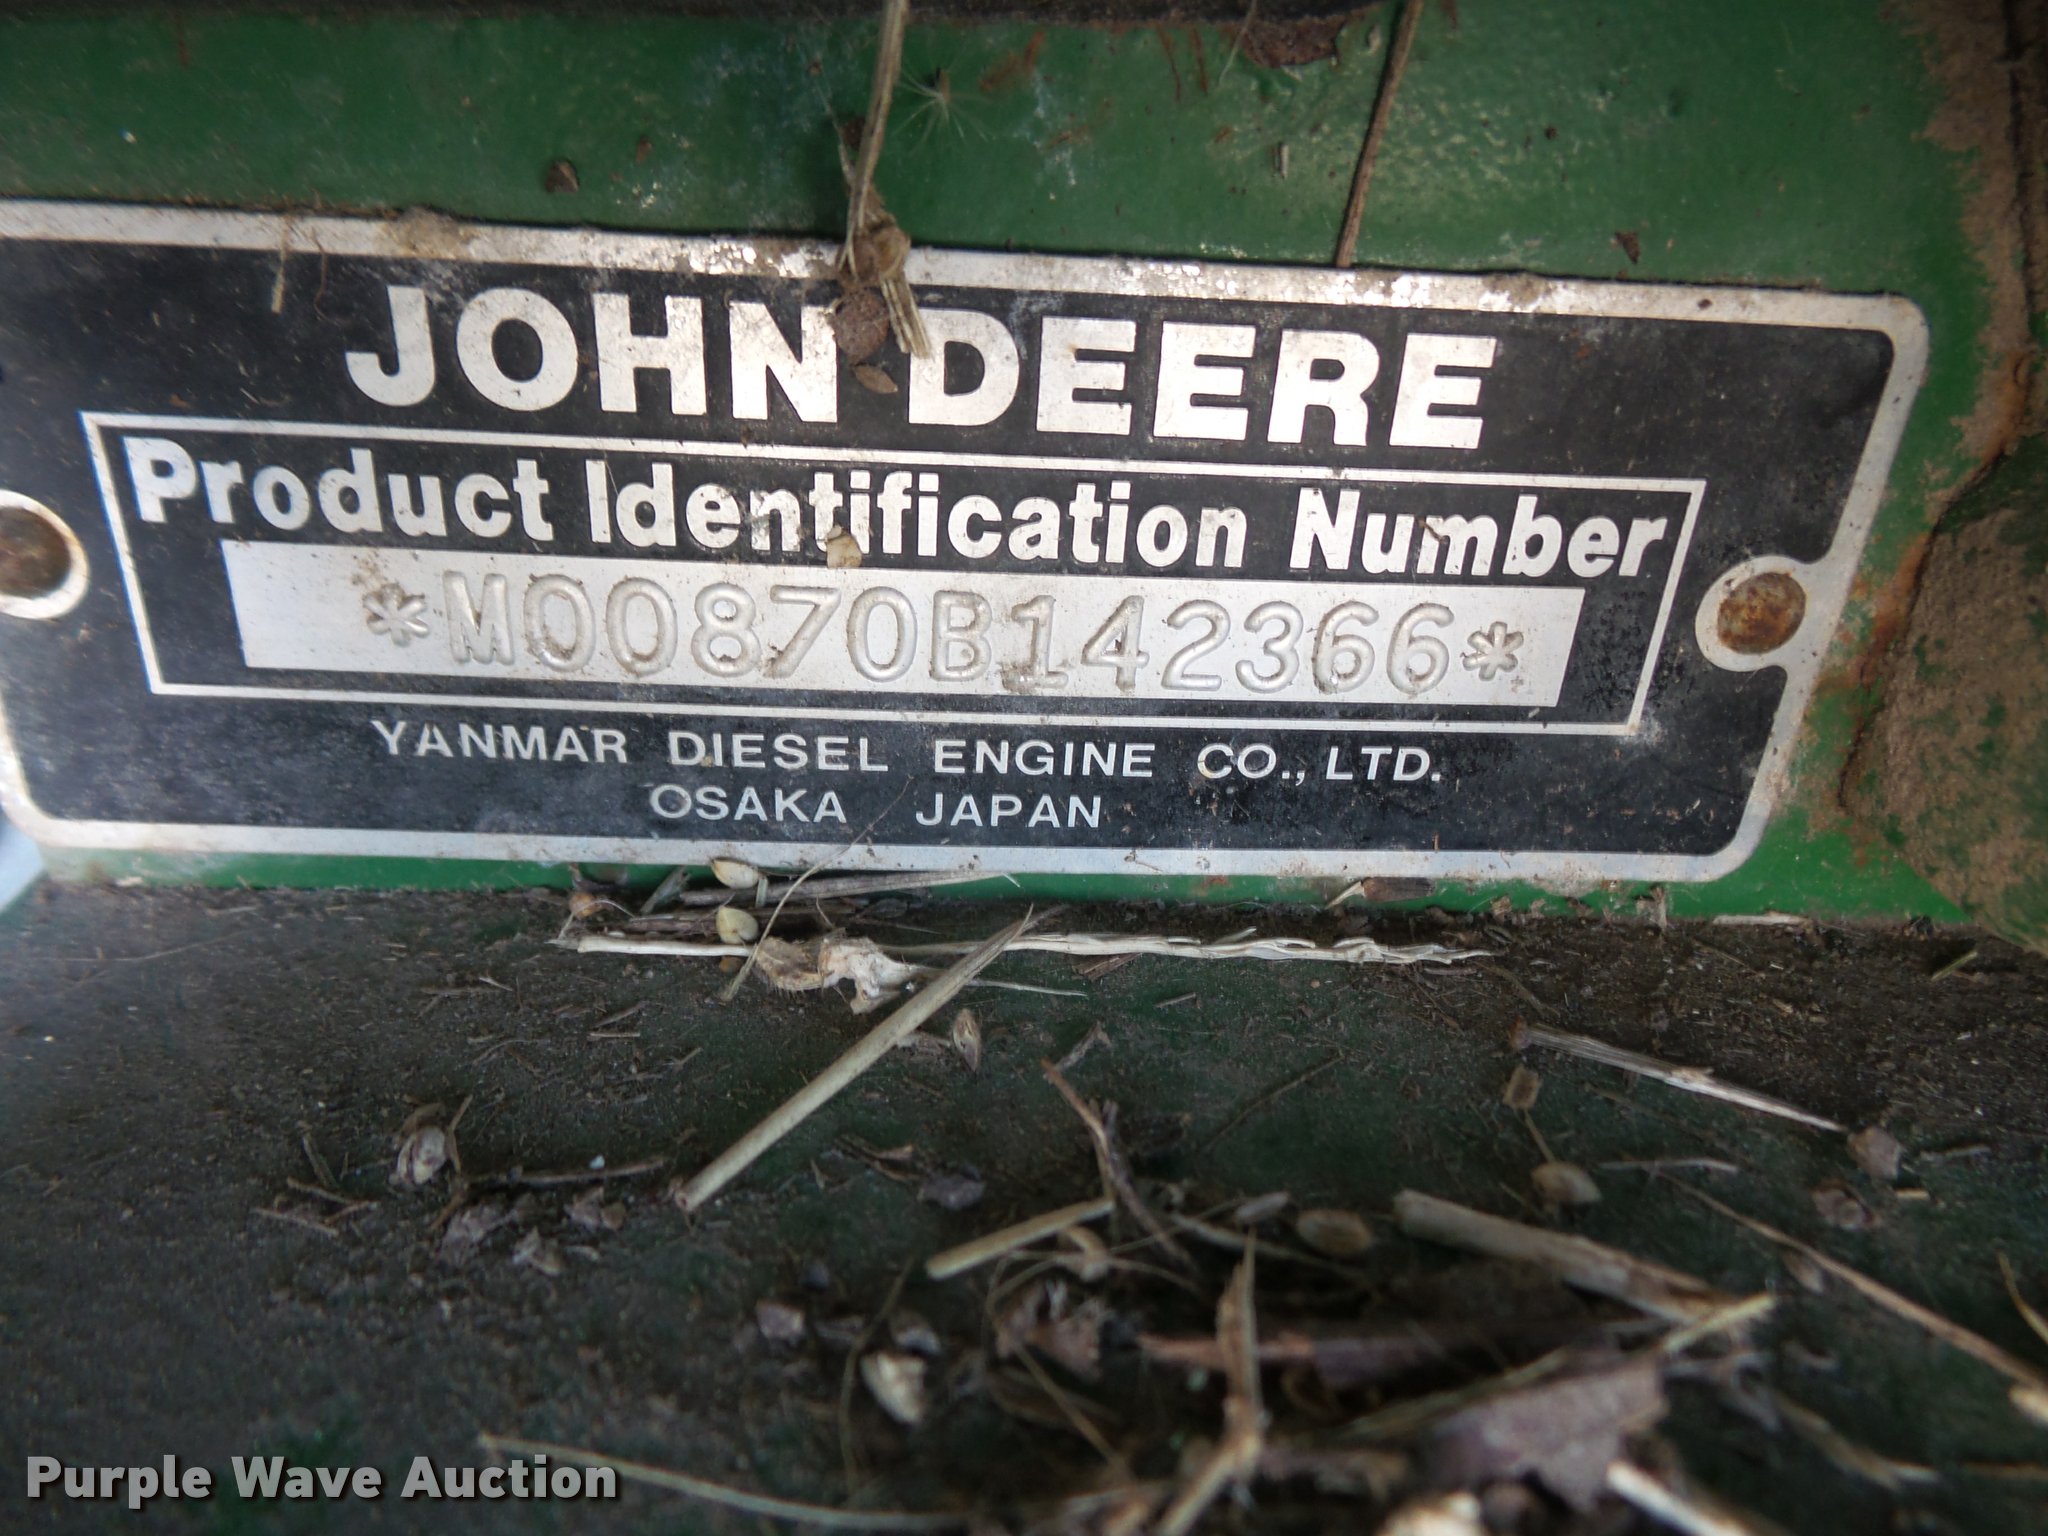 JOHN DEERE
Product Identification Number
*M00870B142366*
YANMAR DIESEL ENGINE CO., LTD.
OSAKA JAPAN
Purple Wave Auction